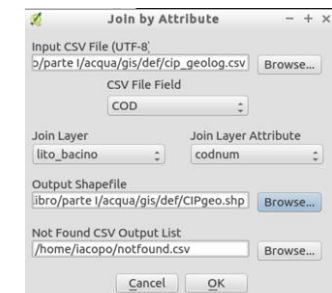 Join by Attribute
Input CSV File (UTF-8)
o/parte I/acqua/gis/def/cip_geolog.csv Browse...
CSV File Field
COD
Join Layer Join Layer Attribute
lito_bacino codnum
Output Shapefile
ibro/parte I/acqua/gis/def/CIPgeo.shp Browse...
Not Found CSV Output List
/home/iacopo/notfound.csv Browse...
Cancel OK